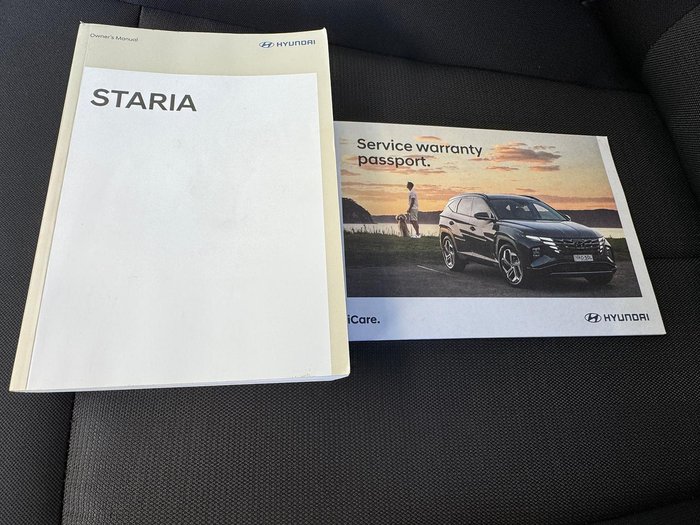 Owner's Manual
HYUNDAI
STARIA
Service warranty
passport.
iCare.
HYUNDAI